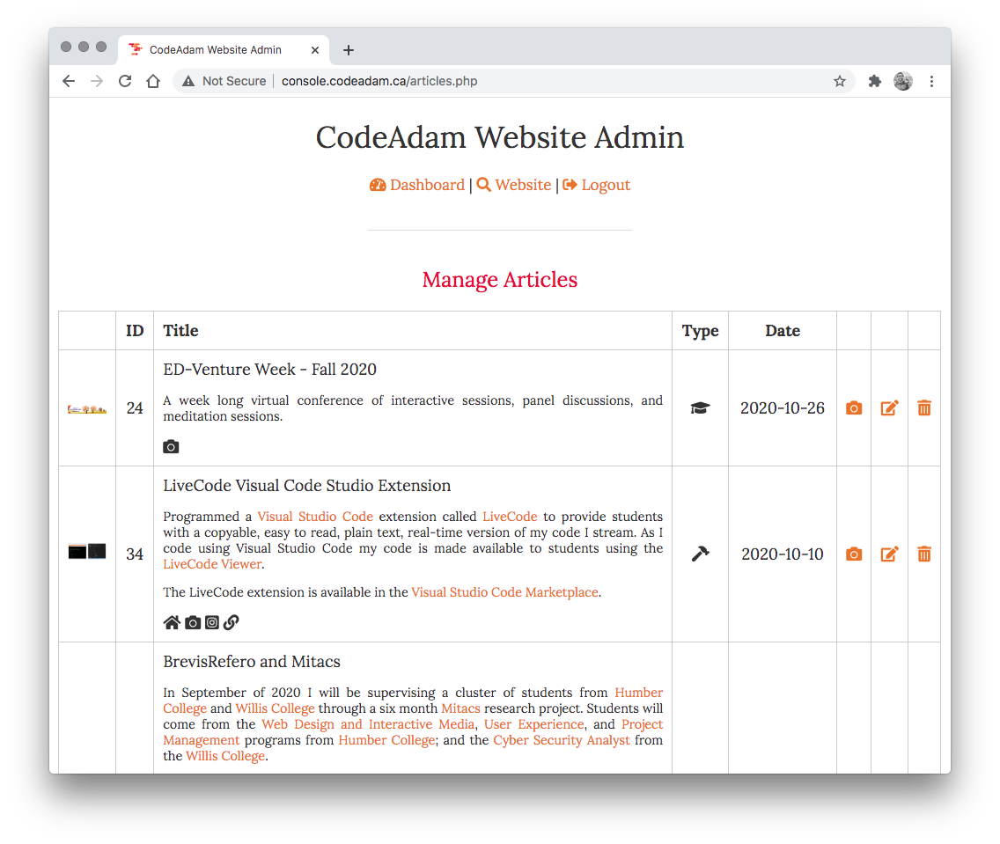 CodeAdam Website Admin
Not Secure | console.codeadam.ca/articles.php
CodeAdam Website Admin
Dashboard | Website | Logout
Manage Articles
ID Title Type Date
ED-Venture Week - Fall 2020
A week long virtual conference of interactive sessions, panel discussions, and
meditation sessions.
24 2020-10-26
LiveCode Visual Code Studio Extension
Programmed a Visual Studio Code extension called LiveCode to provide students
with a copyable, easy to read, plain text, real-time version of my code I stream. As I
code using Visual Studio Code my code is made available to students using the
LiveCode Viewer.
34 2020-10-10
The LiveCode extension is available in the Visual Studio Code Marketplace.
BrevisRefero and Mitacs
In September of 2020 I will be supervising a cluster of students from Humber
College and Willis College through a six month Mitacs research project. Students will
come from the Web Design and Interactive Media, User Experience, and Project
Management programs from Humber College; and the Cyber Security Analyst from
the Willis College.